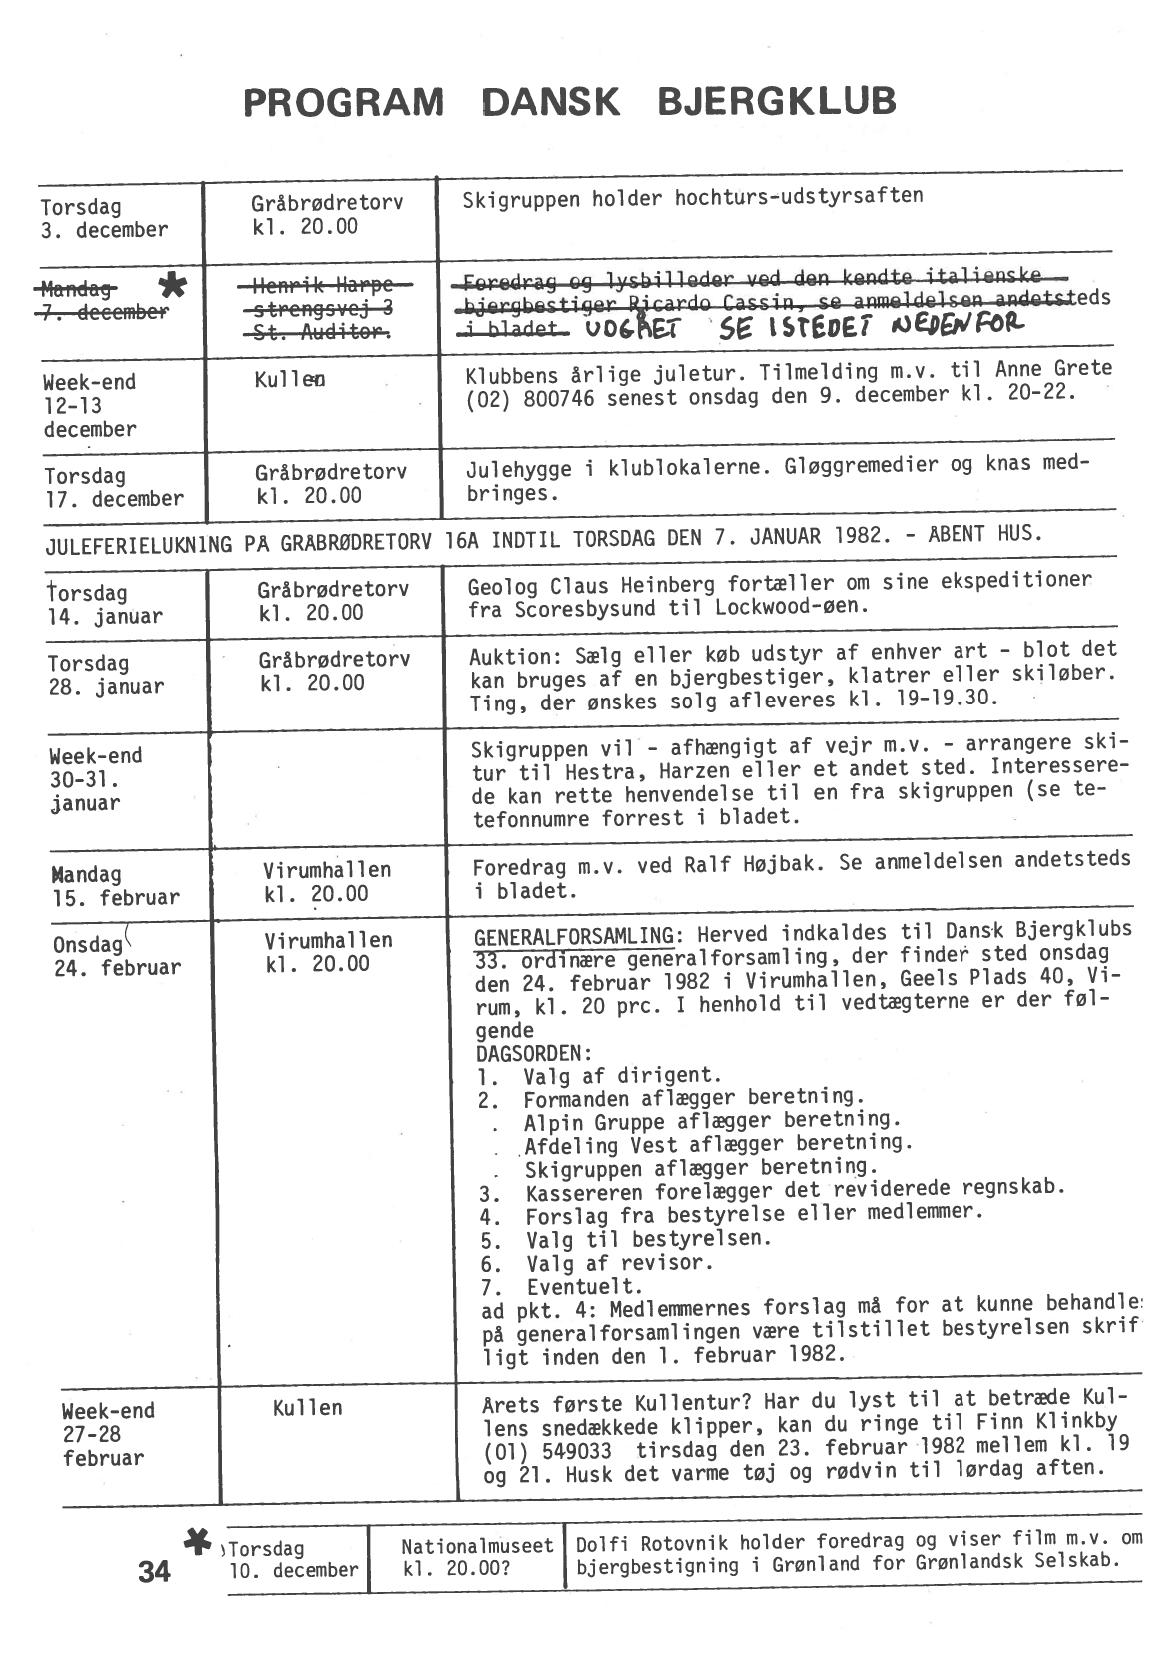 PROGRAM DANSK BJERGKLUB
Torsdag
3. december
Gråbrødretorv
kl. 20.00
Skigruppen holder hochturs-udstyrsaften
Mandag *
7. december
Henrik Harpe-
strengsvej 3
St. Auditor.
Foredrag og lysbilleder ved den kendte italienske
bjergbestiger Ricardo Cassin, se anmeldelsen andetsteds
i bladet. UDGÅET SE ISTEDET NEDENFOR
Week-end
12-13
december
Kullen
Klubbens årlige juletur. Tilmelding m.v. til Anne Grete
(02) 800746 senest onsdag den 9. december kl. 20-22.
Torsdag
17. december
Gråbrødretorv
kl. 20.00
Julehygge i klublokalerne. Gløggremedier og knas med-
bringes.
JULEFERIELUKNING PÅ GRÅBRØDRETORV 16A INDTIL TORSDAG DEN 7. JANUAR 1982. - ÅBENT HUS.
Torsdag
14. januar
Gråbrødretorv
kl. 20.00
Geolog Claus Heinberg fortæller om sine ekspeditioner
fra Scoresbysund til Lockwood-øen.
Torsdag
28. januar
Gråbrødretorv
kl. 20.00
Auktion: Sælg eller køb udstyr af enhver art - blot det
kan bruges af en bjergbestiger, klatrer eller skiløber.
Ting, der ønskes solg afleveres kl. 19-19.30.
Week-end
30-31.
januar
Skigruppen vil - afhængigt af vejr m.v. - arrangere ski-
tur til Hestra, Harzen eller et andet sted. Interessere-
de kan rette henvendelse til en fra skigruppen (se te-
tefonnumre forrest i bladet.
Mandag
15. februar
Virumhallen
kl. 20.00
Foredrag m.v. ved Ralf Højbak. Se anmeldelsen andetsteds
i bladet.
Onsdag
24. februar
Virumhallen
kl. 20.00
GENERALFORSAMLING: Herved indkaldes til Dansk Bjergklubs
33. ordinære generalforsamling, der finder sted onsdag
den 24. februar 1982 i Virumhallen, Geels Plads 40, Vi-
rum, kl. 20 prc. I henhold til vedtægterne er der føl-
gende
DAGSORDEN:
1. Valg af dirigent.
2. Formanden aflægger beretning.
. Alpin Gruppe aflægger beretning.
. Afdeling Vest aflægger beretning.
. Skigruppen aflægger beretning.
3. Kassereren forelægger det reviderede regnskab.
4. Forslag fra bestyrelse eller medlemmer.
5. Valg til bestyrelsen.
6. Valg af revisor.
7. Eventuelt.
ad pkt. 4: Medlemmernes forslag må for at kunne behandle
på generalforsamlingen være tilstillet bestyrelsen skrif
ligt inden den 1. februar 1982.
Week-end
27-28
februar
Kullen
Årets første Kullentur? Har du lyst til at betræde Kul-
lens snedækkede klipper, kan du ringe til Finn Klinkby
(01) 549033 tirsdag den 23. februar 1982 mellem kl. 19
og 21. Husk det varme tøj og rødvin til lørdag aften.
* Torsdag
10. december
Nationalmuseet
kl. 20.00?
Dolfi Rotovnik holder foredrag og viser film m.v. om
bjergbestigning i Grønland for Grønlandsk Selskab.
34